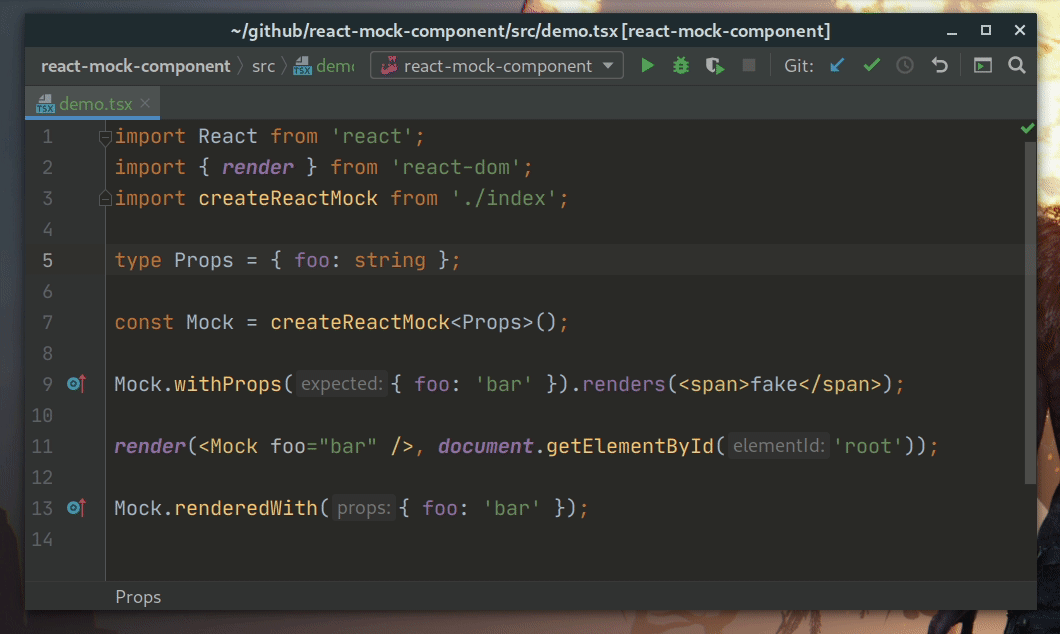 ~/github/react-mock-component/src/demo.tsx [react-mock-component]
react-mock-component src TSX demo react-mock-component Git:
TSX demo.tsx
1 import React from 'react';
2 import { render } from 'react-dom';
3 import createReactMock from './index';
4
5 type Props = { foo: string };
6
7 const Mock = createReactMock<Props>();
8
9 Mock.withProps( expected: { foo: 'bar' }).renders(<span>fake</span>);
10
11 render(<Mock foo="bar" />, document.getElementById( elementId: 'root'));
12
13 Mock.renderedWith( props: { foo: 'bar' });
14
Props